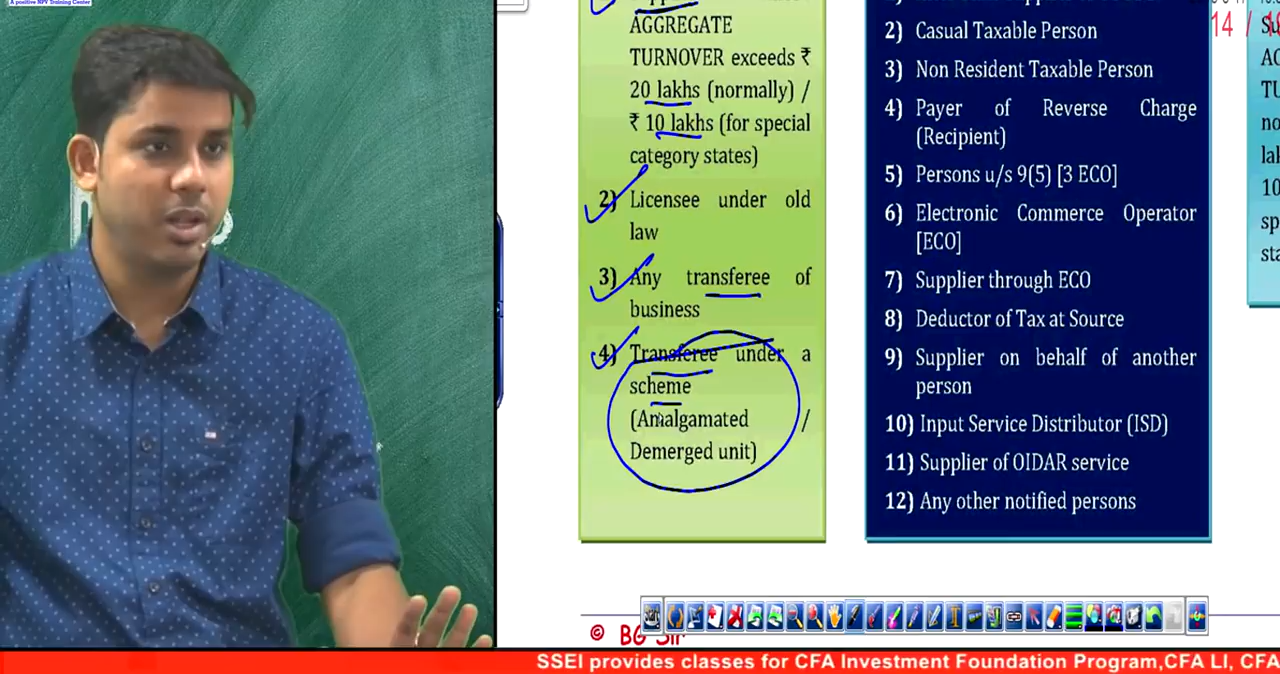 A positive NPV Training Center
AGGREGATE
TURNOVER exceeds ₹
20 lakhs (normally) /
₹ 10 lakhs (for special
category states)
2) Licensee under old
law
3) Any transferee of
business
4) Transferee under a
scheme
(Amalgamated /
Demerged unit)
2) Casual Taxable Person
3) Non Resident Taxable Person
4) Payer of Reverse Charge
(Recipient)
5) Persons u/s 9(5) [3 ECO]
6) Electronic Commerce Operator
[ECO]
7) Supplier through ECO
8) Deductor of Tax at Source
9) Supplier on behalf of another
person
10) Input Service Distributor (ISD)
11) Supplier of OIDAR service
12) Any other notified persons
14 /
© BG Sir
SSEI provides classes for CFA Investment Foundation Program,CFA LI, CFA